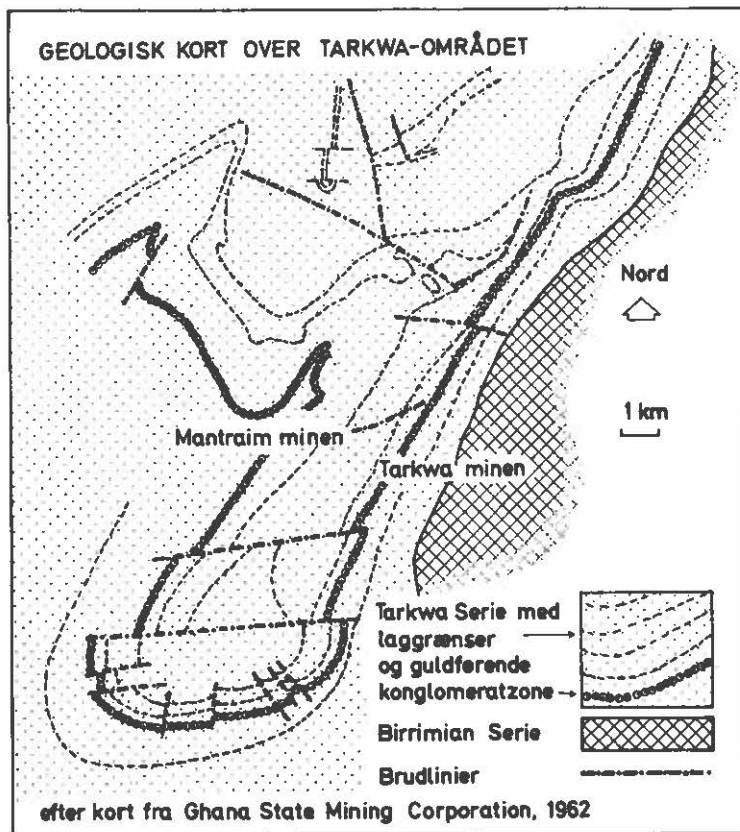 GEOLOGISK KORT OVER TARKWA-OMRÅDET
Nord
1 km
Mantraim minen
Tarkwa minen
Tarkwa Serie med
laggrænser
og guldførende
konglomeratzone
Birrimian Serie
Brudlinier
efter kort fra Ghana State Mining Corporation, 1962